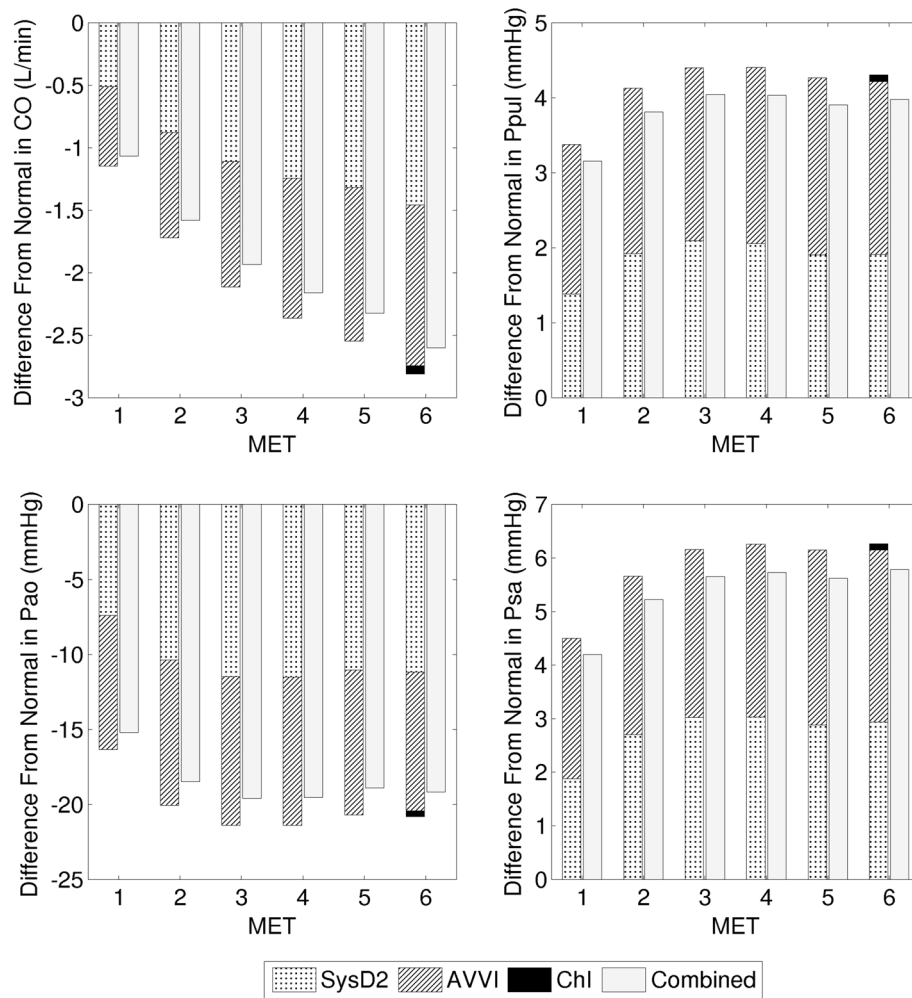 Difference From Normal in CO (L/min)
0
-0.5
-1
-1.5
-2
-2.5
-3
1 2 3 4 5 6
MET
Difference From Normal in Ppul (mmHg)
5
4
3
2
1
0
1 2 3 4 5 6
MET
Difference From Normal in Pao (mmHg)
0
-5
-10
-15
-20
-25
1 2 3 4 5 6
MET
Difference From Normal in Psa (mmHg)
7
6
5
4
3
2
1
0
1 2 3 4 5 6
MET
SysD2 AVVI ChI Combined